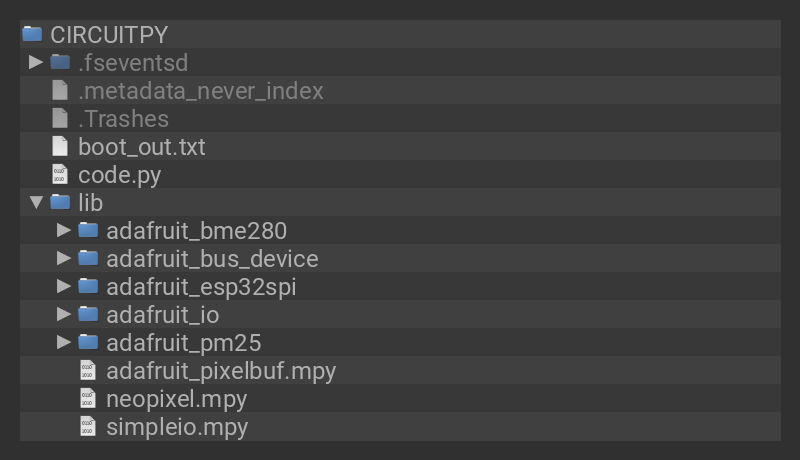 CIRCUITPY
.fseventsd
.metadata_never_index
.Trashes
boot_out.txt
code.py
lib
adafruit_bme280
adafruit_bus_device
adafruit_esp32spi
adafruit_io
adafruit_pm25
adafruit_pixelbuf.mpy
neopixel.mpy
simpleio.mpy